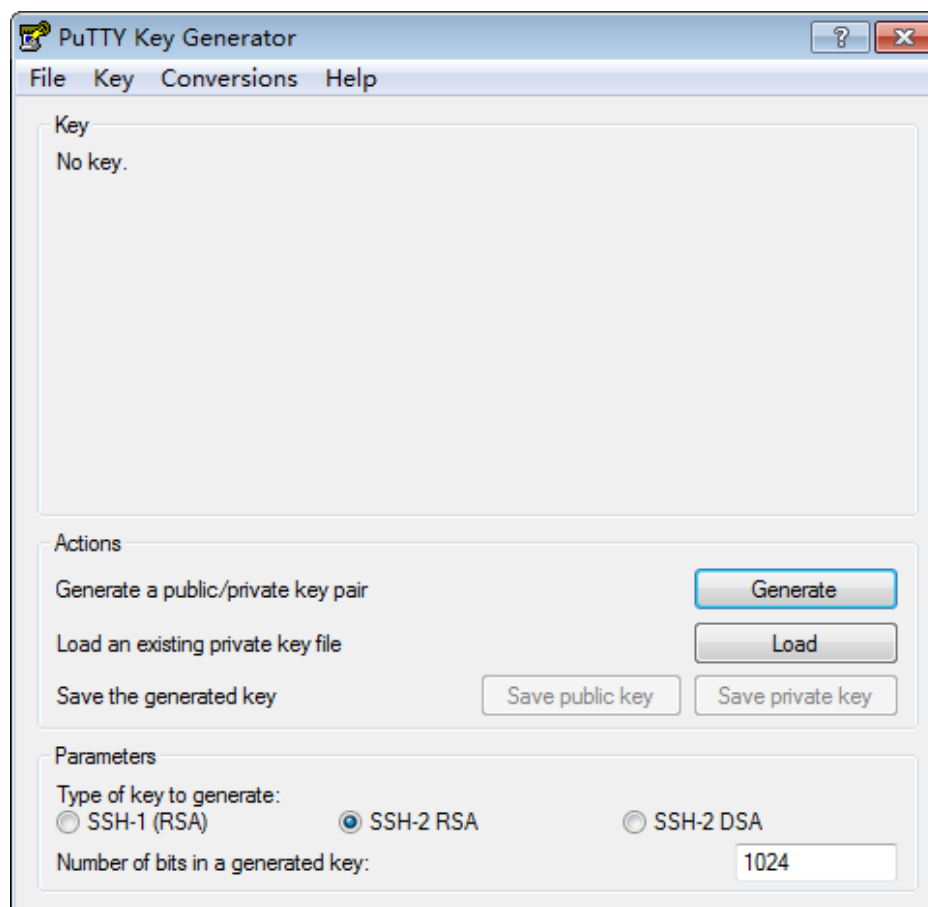 PuTTY Key Generator
File Key Conversions Help
Key
No key.
Actions
Generate a public/private key pair Generate
Load an existing private key file Load
Save the generated key Save public key Save private key
Parameters
Type of key to generate:
SSH-1 (RSA) SSH-2 RSA SSH-2 DSA
Number of bits in a generated key: 1024